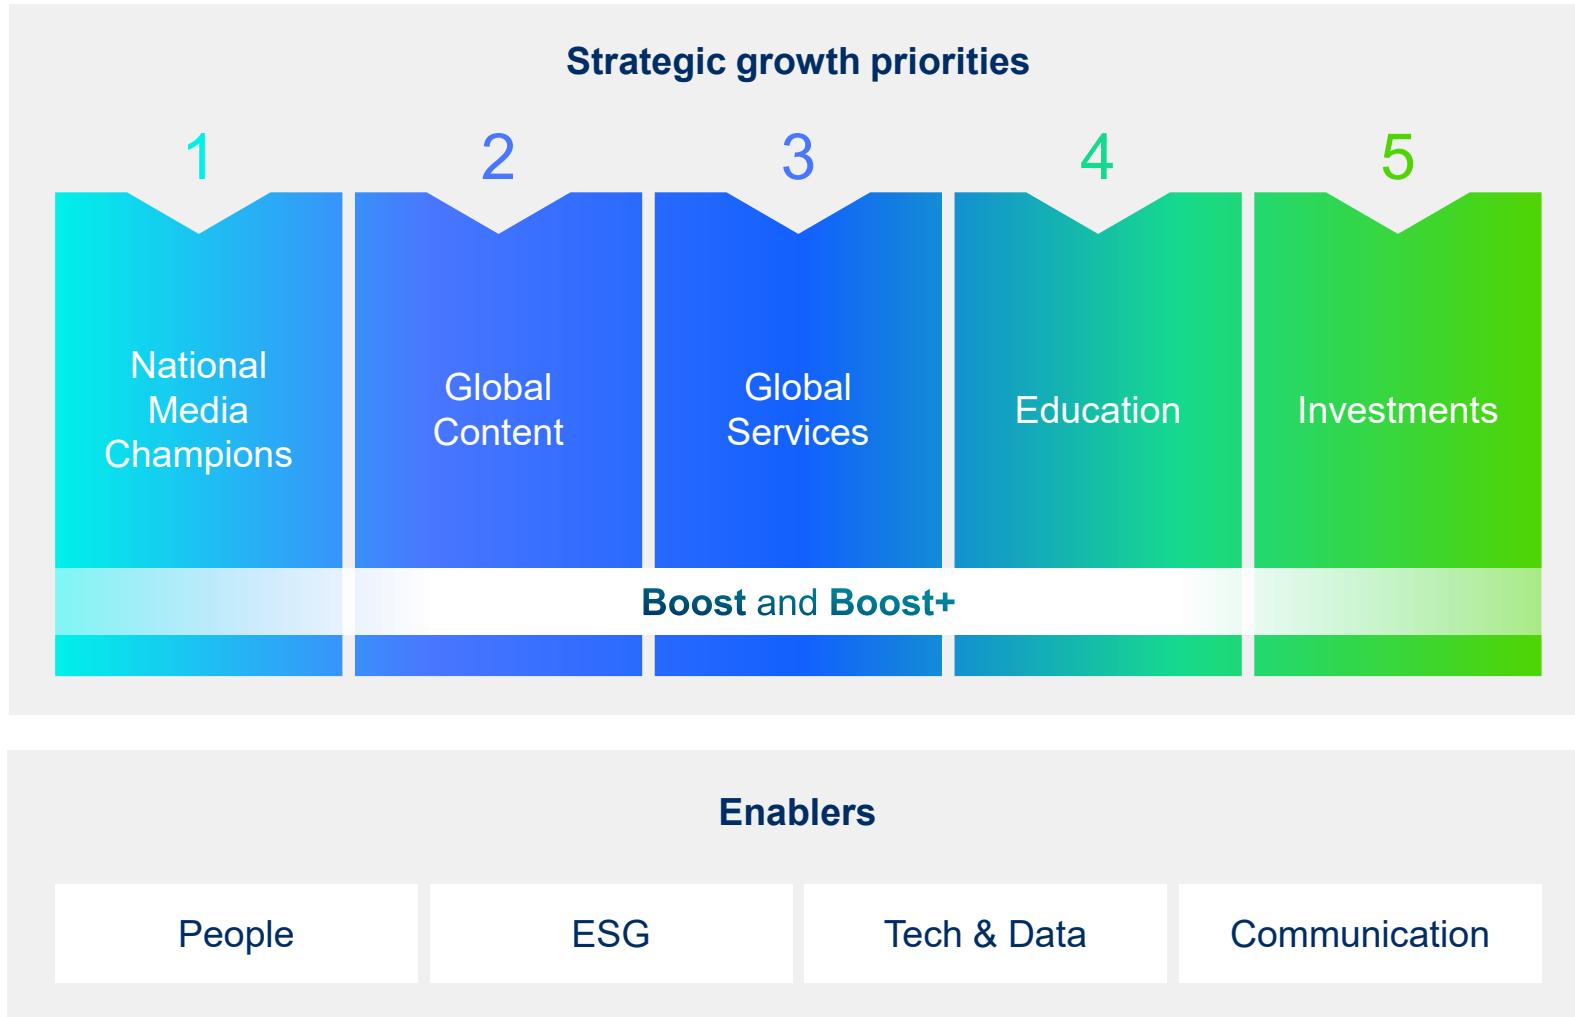 Strategic growth priorities
1
2
3
4
5
National
Media
Champions
Global
Content
Global
Services
Education
Investments
Boost and Boost+
Enablers
People
ESG
Tech & Data
Communication